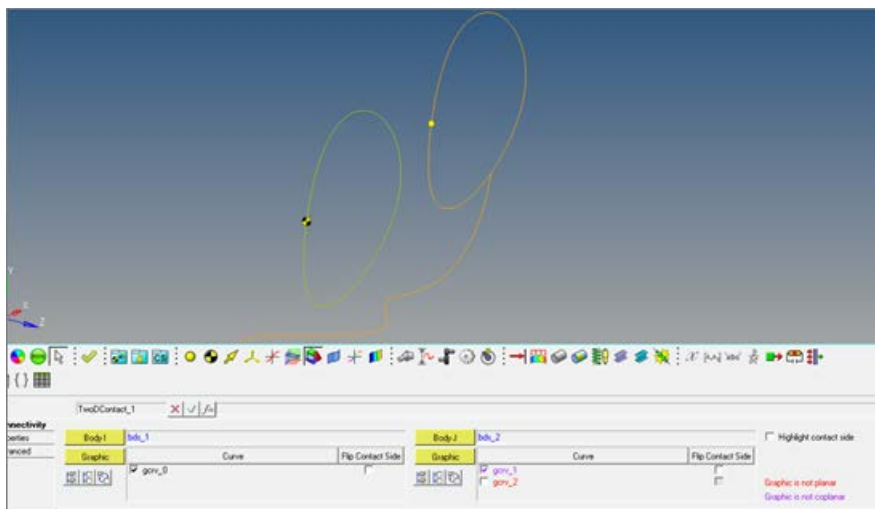 Y
X
Z
TwoDContact_1
nnectivity
perties
vanced
Body I bds_1 Body J bds_2
Graphic Curve Flip Contact Side Graphic Curve Flip Contact Side
gcrv_0
gcrv_1
gcrv_2
Highlight contact side
Graphic is not planar
Graphic is not coplanar